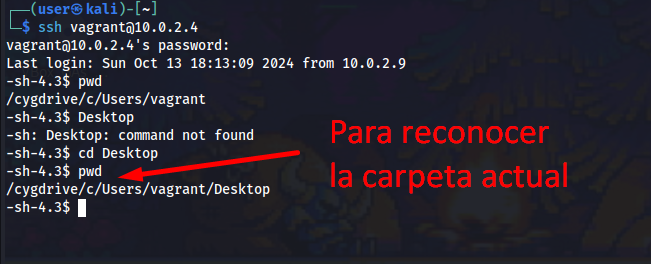 ┌──(user㉿kali)-[~]
└─$ ssh vagrant@10.0.2.4
vagrant@10.0.2.4's password:
Last login: Sun Oct 13 18:13:09 2024 from 10.0.2.9
-sh-4.3$ pwd
/cygdrive/c/Users/vagrant
-sh-4.3$ Desktop
-sh: Desktop: command not found
-sh-4.3$ cd Desktop
-sh-4.3$ pwd
/cygdrive/c/Users/vagrant/Desktop
-sh-4.3$
Para reconocer
la carpeta actual